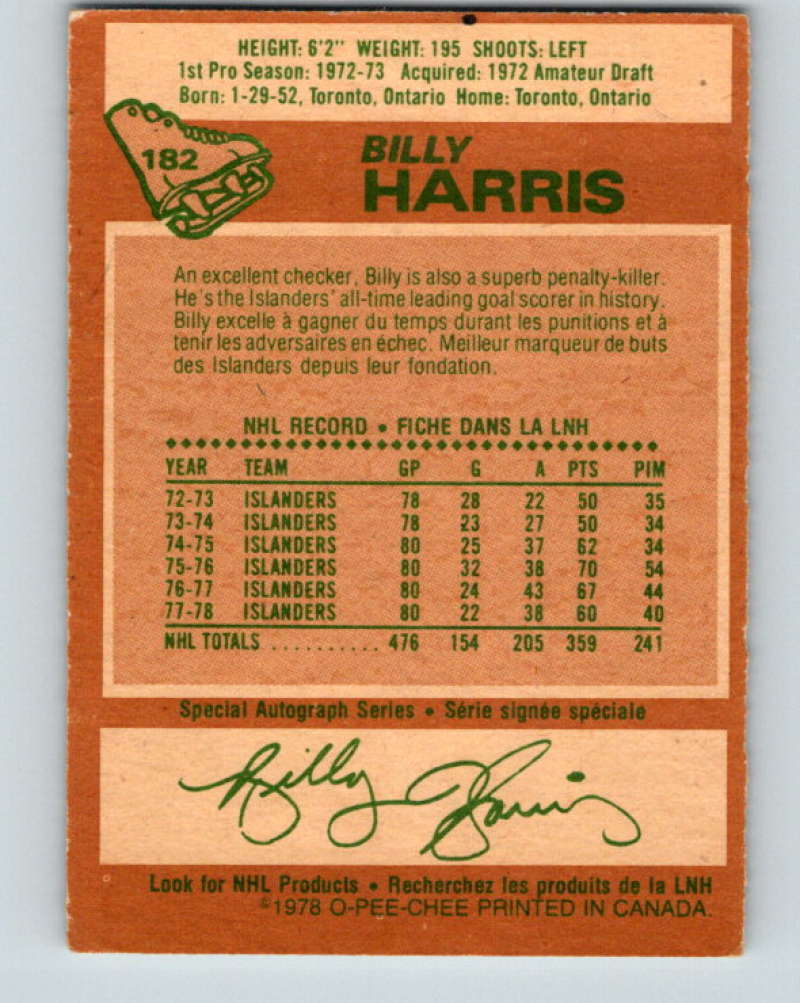 HEIGHT: 6'2" WEIGHT: 195 SHOOTS: LEFT
1st Pro Season: 1972-73 Acquired: 1972 Amateur Draft
Born: 1-29-52, Toronto, Ontario Home: Toronto, Ontario
182
BILLY
HARRIS
An excellent checker, Billy is also a superb penalty-killer.
He's the Islanders' all-time leading goal scorer in history.
Billy excelle à gagner du temps durant les punitions et à
tenir les adversaires en échec. Meilleur marqueur de buts
des Islanders depuis leur fondation.
NHL RECORD • FICHE DANS LA LNH
YEAR TEAM GP G A PTS PIM
72-73 ISLANDERS 78 28 22 50 35
73-74 ISLANDERS 78 23 27 50 34
74-75 ISLANDERS 80 25 37 62 34
75-76 ISLANDERS 80 32 38 70 54
76-77 ISLANDERS 80 24 43 67 44
77-78 ISLANDERS 80 22 38 60 40
NHL TOTALS .......... 476 154 205 359 241
Special Autograph Series • Série signée spéciale
Billy Harris
Look for NHL Products • Recherchez les produits de la LNH
©1978 O-PEE-CHEE PRINTED IN CANADA.